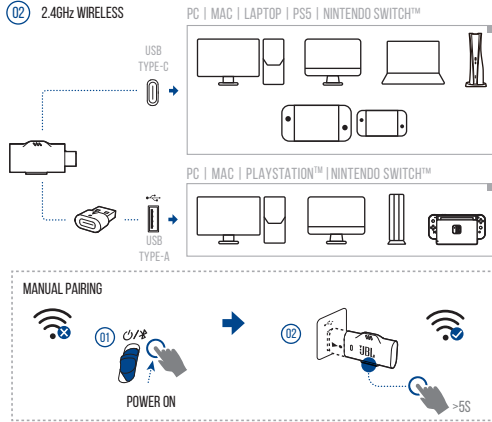 02 2.4GHz WIRELESS
PC | MAC | LAPTOP | PS5 | NINTENDO SWITCH™
USB
TYPE-C
PC | MAC | PLAYSTATION™ | NINTENDO SWITCH™
USB
TYPE-A
MANUAL PAIRING
01
02
JBL
POWER ON
>5S